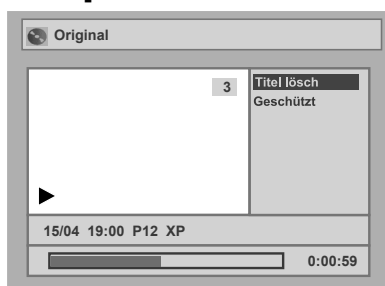 Original
3
Titel lösch
Geschützt
15/04 19:00 P12 XP
0:00:59